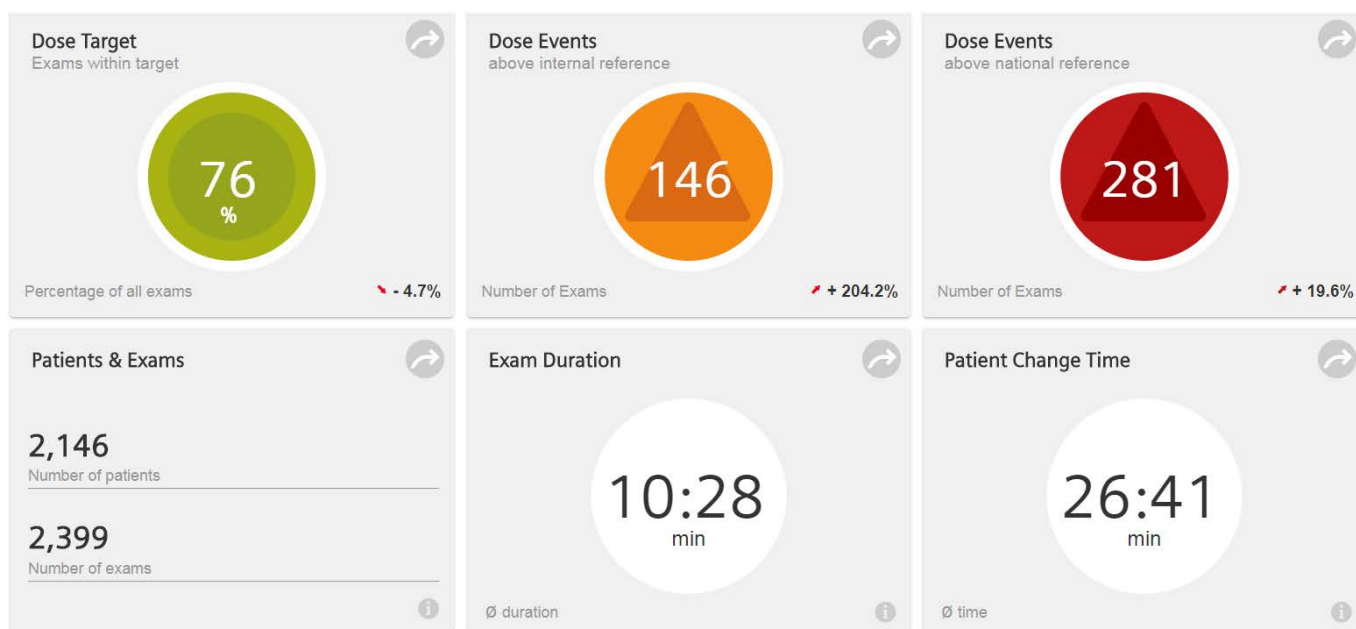 Dose Target
Exams within target
76
%
Percentage of all exams
- 4.7%
Dose Events
above internal reference
146
Number of Exams
+ 204.2%
Dose Events
above national reference
281
Number of Exams
+ 19.6%
Patients & Exams
2,146
Number of patients
2,399
Number of exams
i
Exam Duration
10:28
min
Ø duration
i
Patient Change Time
26:41
min
Ø time
i